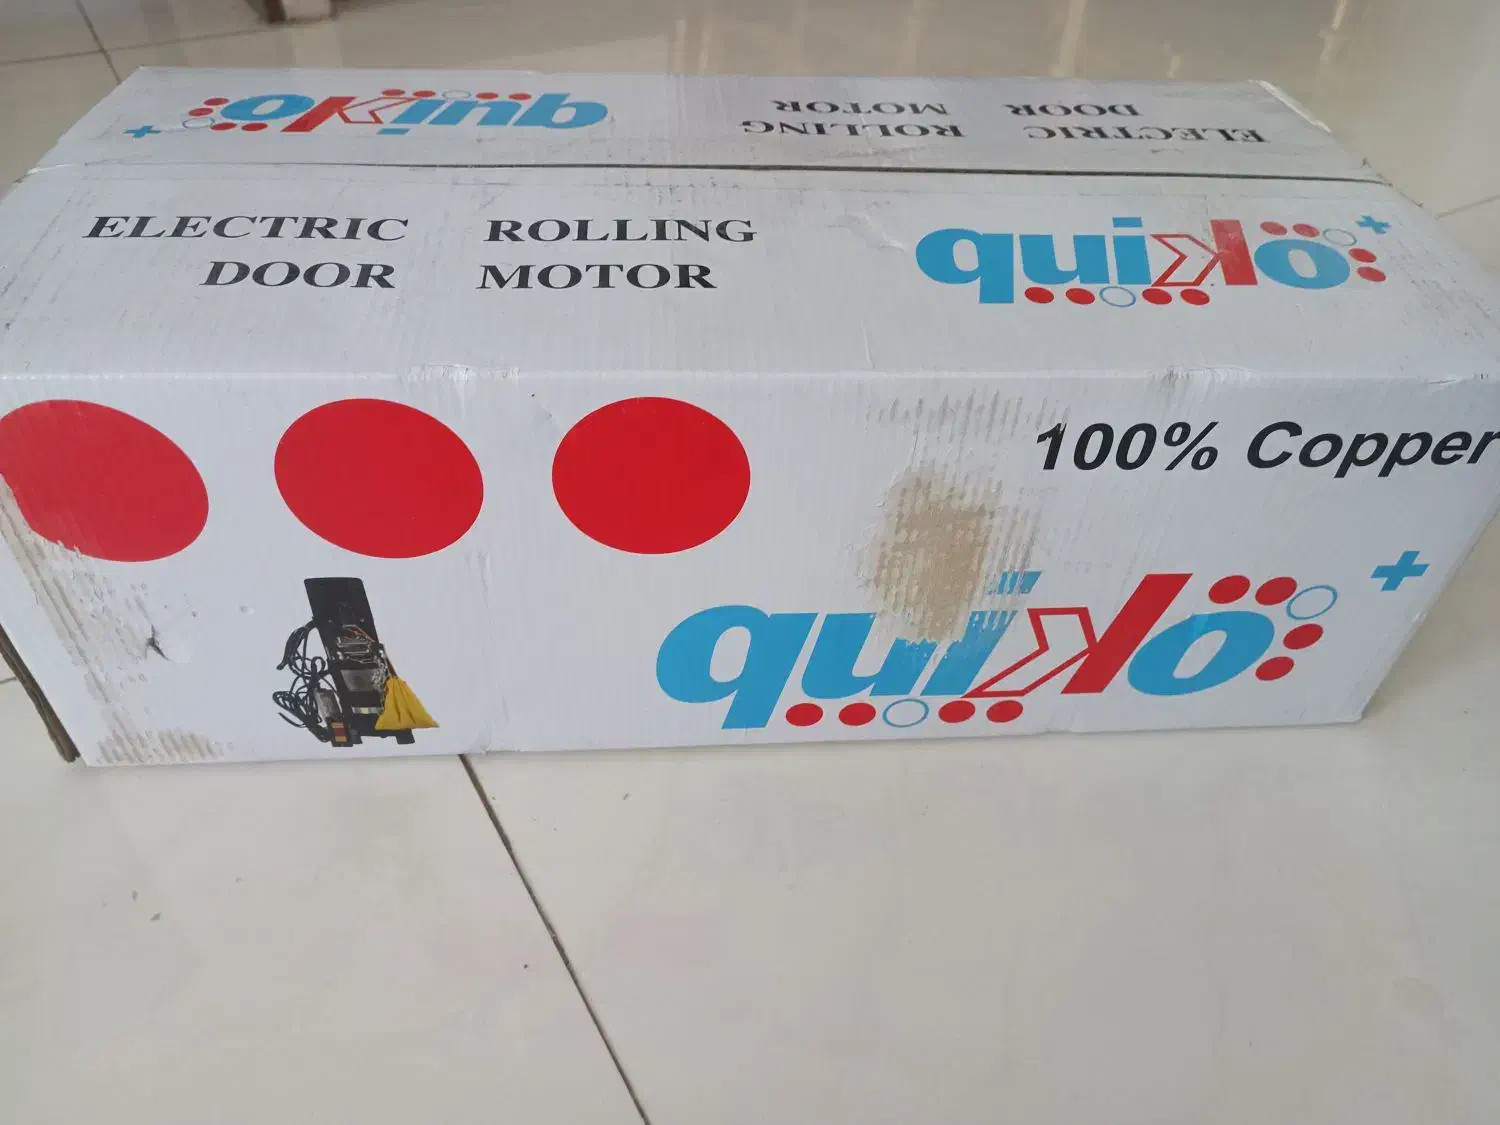 ELECTRIC ROLLING
DOOR MOTOR
quiko+
ELECTRIC ROLLING
DOOR MOTOR
quiko+
100% Copper
quiko+